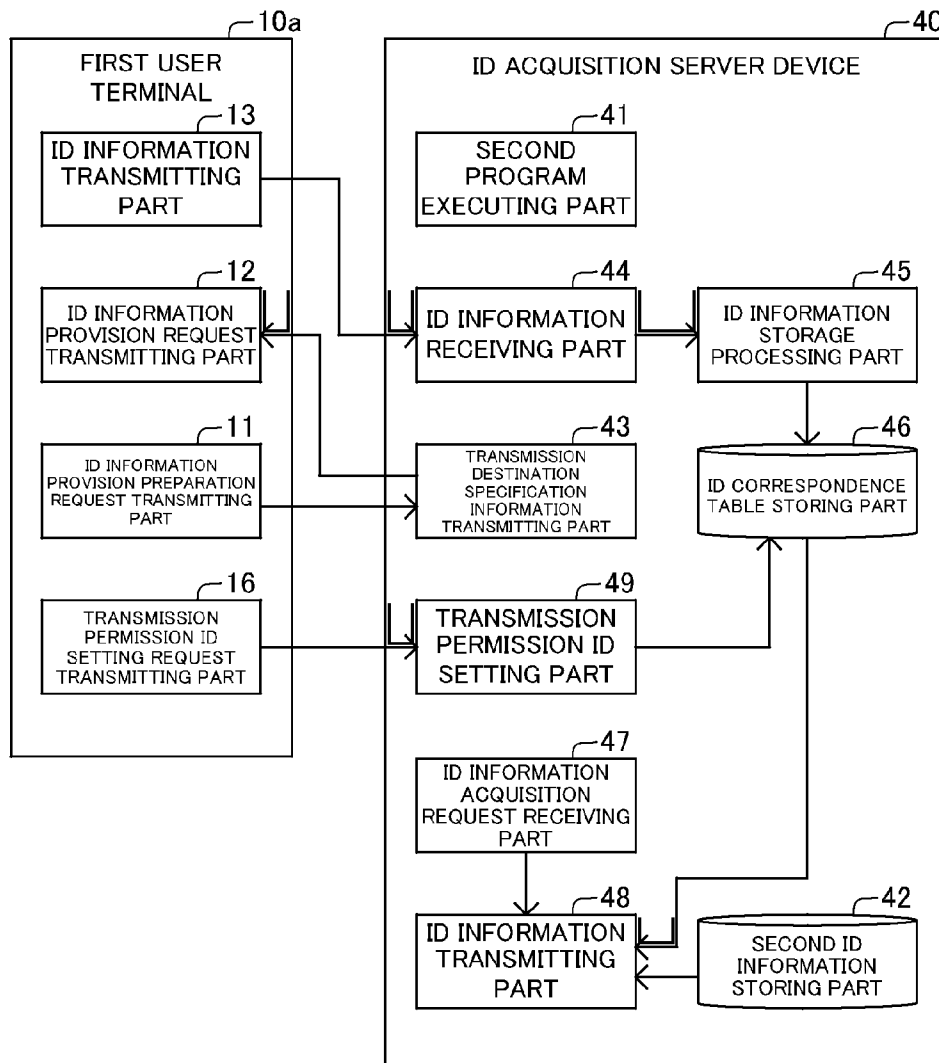 10a
FIRST USER
TERMINAL
13
ID INFORMATION
TRANSMITTING
PART
12
ID INFORMATION
PROVISION REQUEST
TRANSMITTING PART
11
ID INFORMATION
PROVISION PREPARATION
REQUEST TRANSMITTING
PART
16
TRANSMISSION
PERMISSION ID
SETTING REQUEST
TRANSMITTING PART
40
ID ACQUISITION SERVER DEVICE
41
SECOND
PROGRAM
EXECUTING PART
44
ID INFORMATION
RECEIVING PART
45
ID INFORMATION
STORAGE
PROCESSING PART
43
TRANSMISSION
DESTINATION
SPECIFICATION
INFORMATION
TRANSMITTING PART
46
ID CORRESPONDENCE
TABLE STORING PART
49
TRANSMISSION
PERMISSION ID
SETTING PART
47
ID INFORMATION
ACQUISITION
REQUEST RECEIVING
PART
48
ID INFORMATION
TRANSMITTING
PART
42
SECOND ID
INFORMATION
STORING PART